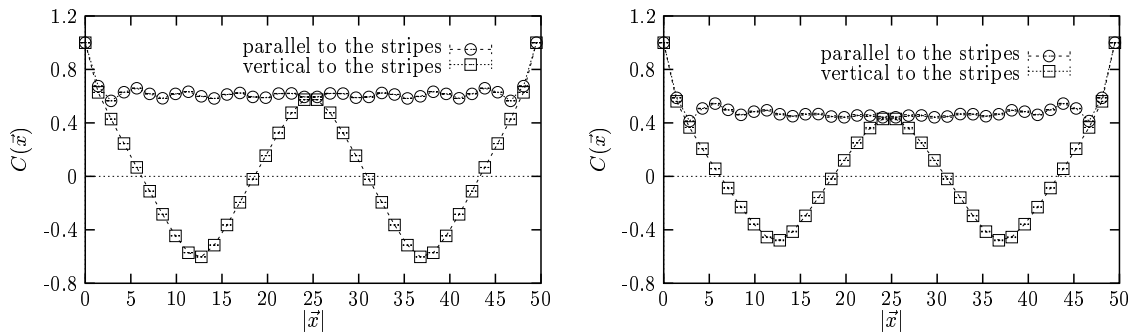 1.2
0.8
0.4
0
-0.4
-0.8
C(x⃗)
parallel to the stripes
vertical to the stripes
0 5 10 15 20 25 30 35 40 45 50
|x⃗|
1.2
0.8
0.4
0
-0.4
-0.8
C(x⃗)
parallel to the stripes
vertical to the stripes
0 5 10 15 20 25 30 35 40 45 50
|x⃗|